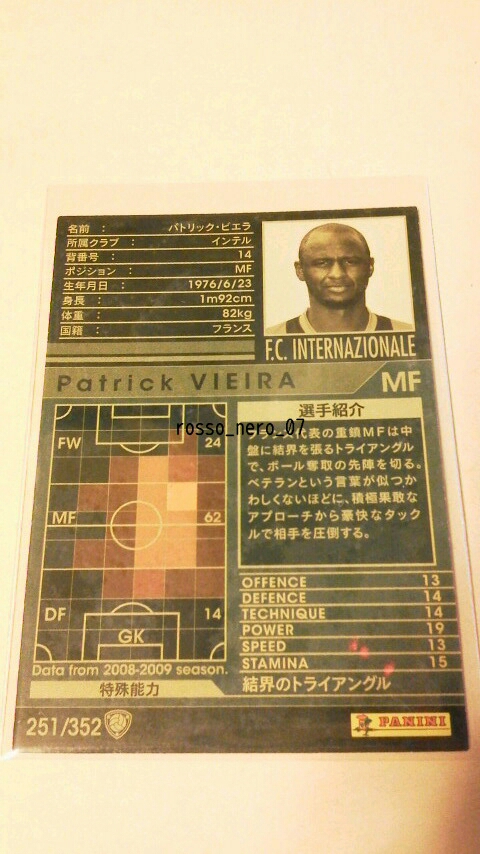 名前 : パトリック・ビエラ
所属クラブ : インテル
背番号 : 14
ポジション : MF
生年月日 : 1976/6/23
身長 : 1m92cm
体重 : 82kg
国籍 : フランス
F.C. INTERNAZIONALE
Patrick VIEIRA MF
FW 24
MF 62
DF 14
GK
Data from 2008-2009 season.
選手紹介
rosso_nero_07
代表の重鎮MFは中
盤に結界を張るトライアングル
で、ボール奪取の先陣を切る。
ベテランという言葉が似つか
わしくないほどに、積極果敢な
アプローチから豪快なタック
ルで相手を圧倒する。
OFFENCE 13
DEFENCE 14
TECHNIQUE 14
POWER 19
SPEED 13
STAMINA 15
特殊能力 結界のトライアングル
251/352
PANINI